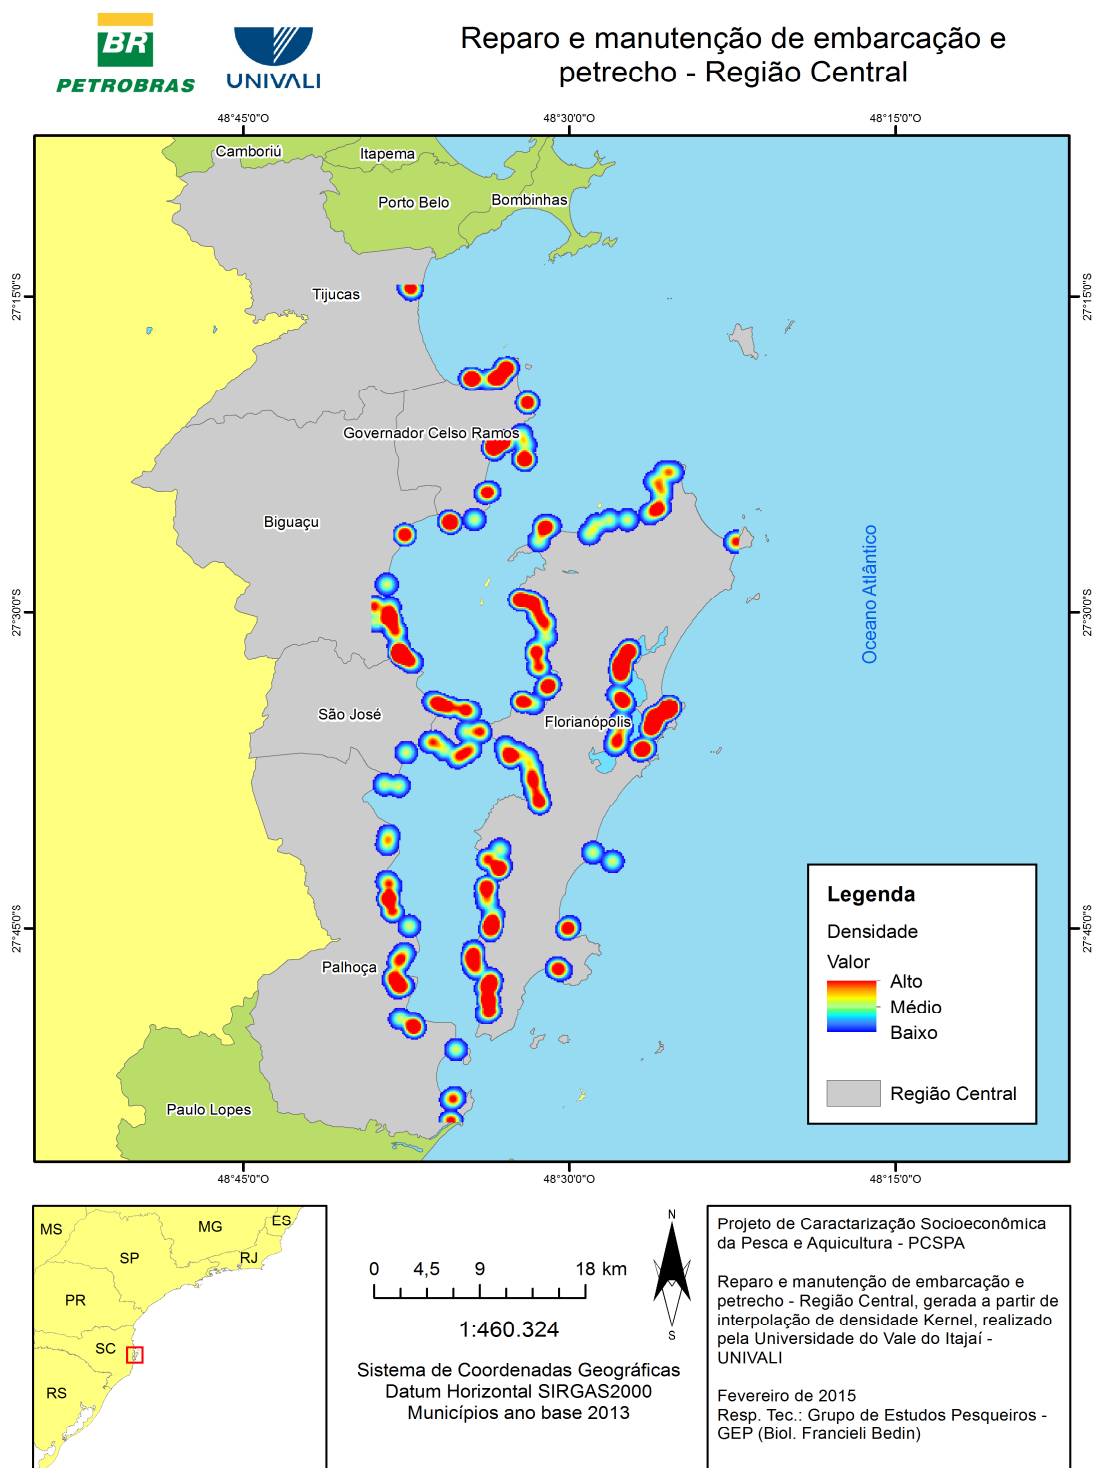 BR
PETROBRAS
UNIVALI
Reparo e manutenção de embarcação e
petrecho - Região Central
48°45'0"O
48°30'0"O
48°15'0"O
27°15'0"S
27°15'0"S
27°30'0"S
27°30'0"S
27°45'0"S
27°45'0"S
Camboriú
Itapema
Porto Belo
Bombinhas
Tijucas
Governador Celso Ramos
Biguaçu
Oceano Atlântico
São José
Florianópolis
Palhoça
Paulo Lopes
Legenda
Densidade
Valor
Alto
Médio
Baixo
Região Central
48°45'0"O
48°30'0"O
48°15'0"O
MS
MG
ES
SP
RJ
PR
SC
RS
0 4,5 9 18 km
1:460.324
Sistema de Coordenadas Geográficas
Datum Horizontal SIRGAS2000
Municípios ano base 2013
N
S
Projeto de Caractarização Socioeconômica
da Pesca e Aquicultura - PCSPA
Reparo e manutenção de embarcação e
petrecho - Região Central, gerada a partir de
interpolação de densidade Kernel, realizado
pela Universidade do Vale do Itajaí -
UNIVALI
Fevereiro de 2015
Resp. Tec.: Grupo de Estudos Pesqueiros -
GEP (Biol. Francieli Bedin)